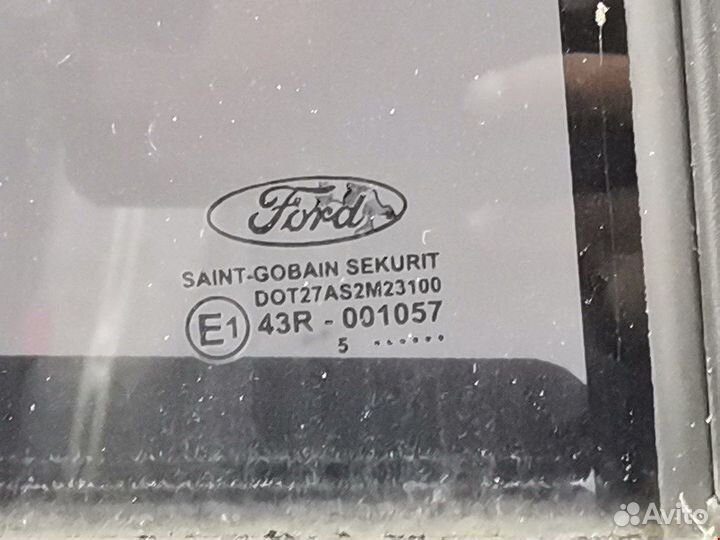 Ford
SAINT-GOBAIN SEKURIT
DOT27AS2M23100
E1 43R - 001057
5 .......
Avito